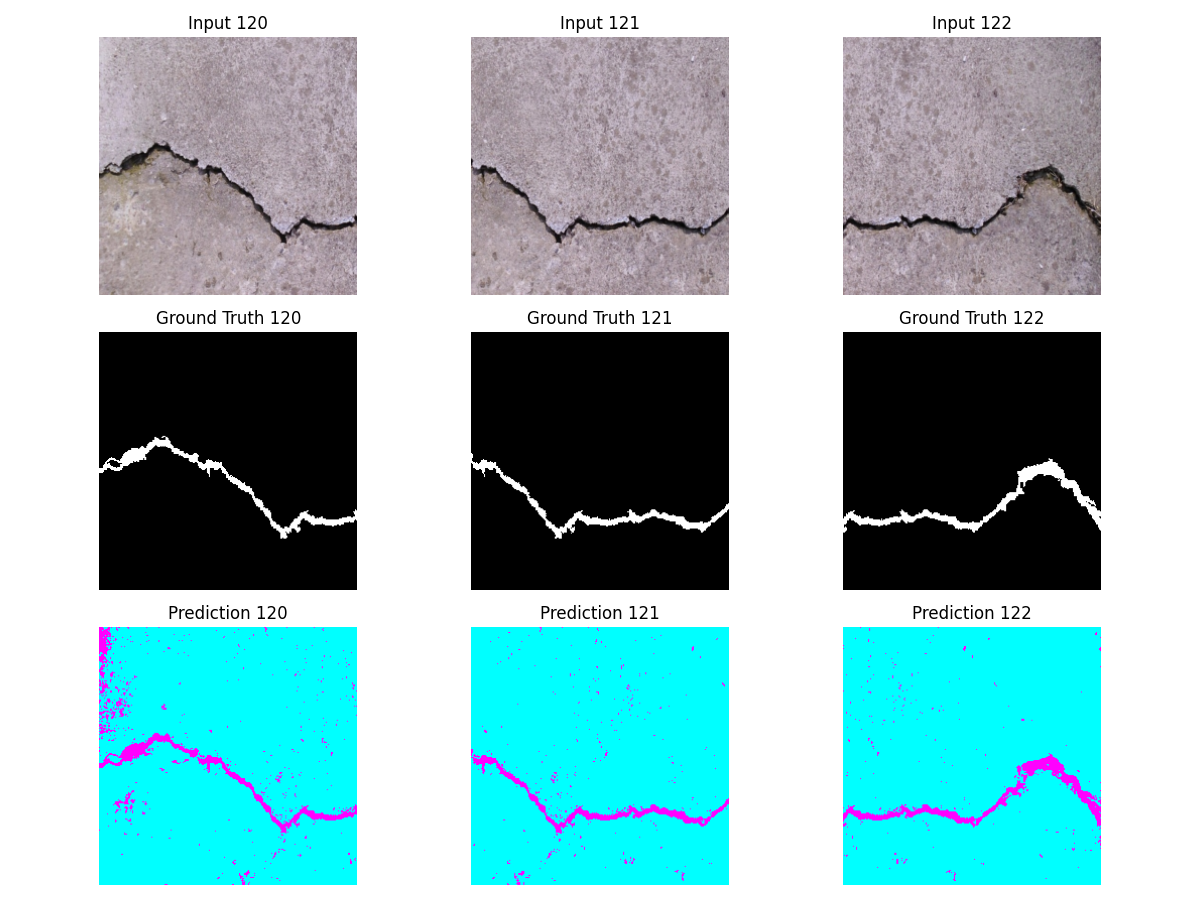 Input 120
Input 121
Input 122
Ground Truth 120
Ground Truth 121
Ground Truth 122
Prediction 120
Prediction 121
Prediction 122